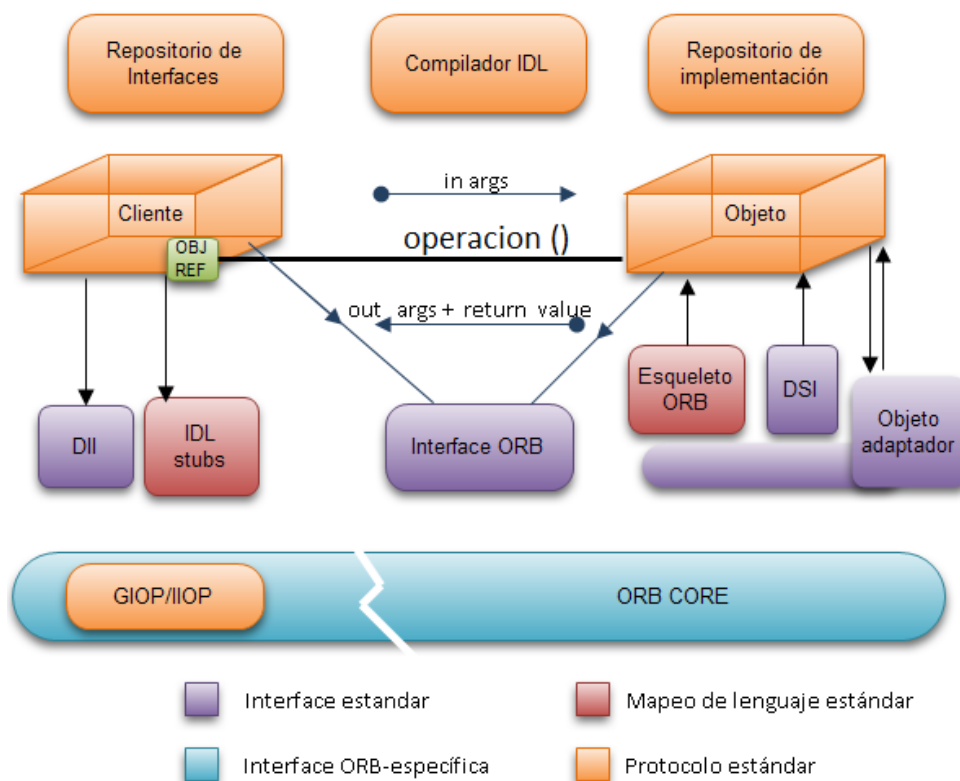 Repositorio de
Interfaces
Compilador IDL
Repositorio de
implementación
Cliente
in args
Objeto
OBJ
REF
operacion ()
out args + return value
DII
IDL
stubs
Interface ORB
Esqueleto
ORB
DSI
Objeto
adaptador
GIOP/IIOP
ORB CORE
Interface estandar
Mapeo de lenguaje estándar
Interface ORB-específica
Protocolo estándar